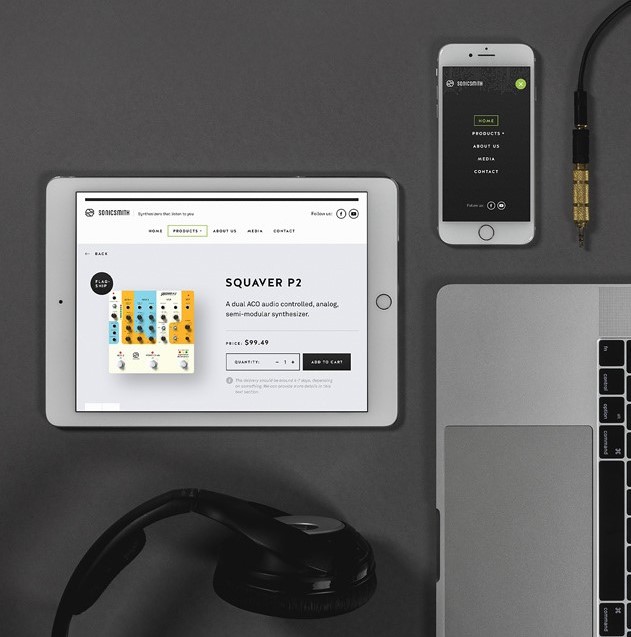 SONICSMITH
HOME
PRODUCTS
ABOUT US
MEDIA
CONTACT
Follow us:
SONICSMITH Synthesizers that listen to you Follow us:
HOME PRODUCTS ABOUT US MEDIA CONTACT
← BACK
FLAG-
SHIP
SQUAVER P2
A dual ACO audio controlled, analog,
semi-modular synthesizer.
PRICE: $99.49
QUANTITY: – 1 + ADD TO CART
fn
control
option
command
command